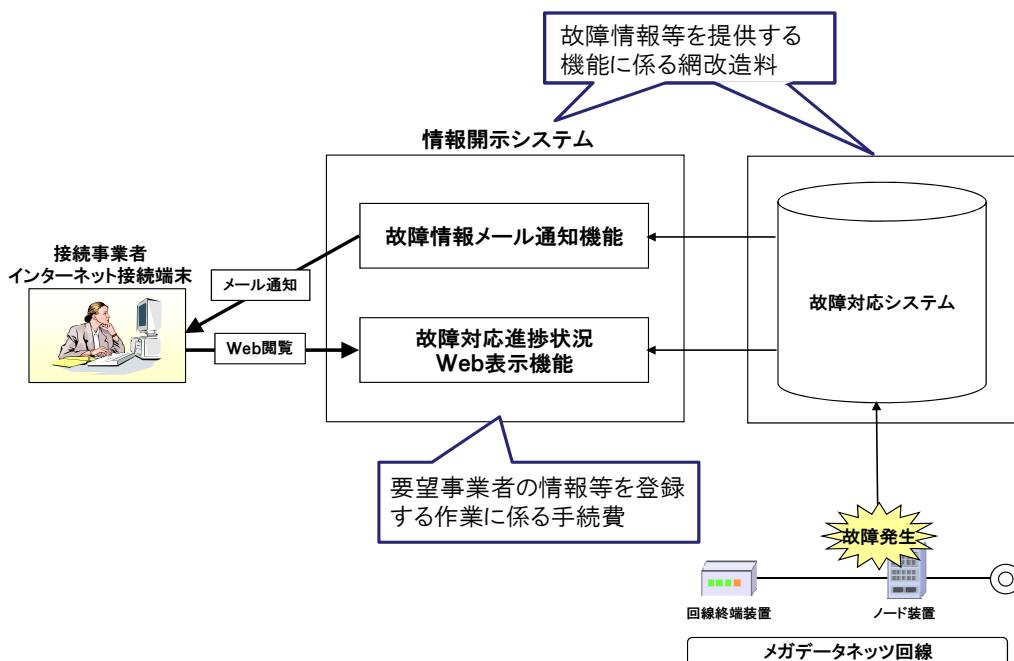 故障情報等を提供する
機能に係る網改造料
情報開示システム
故障情報メール通知機能
接続事業者
インターネット接続端末
メール通知
故障対応システム
Web閲覧
故障対応進捗状況
Web表示機能
要望事業者の情報等を登録
する作業に係る手続費
故障発生
回線終端装置
ノード装置
メガデータネッツ回線